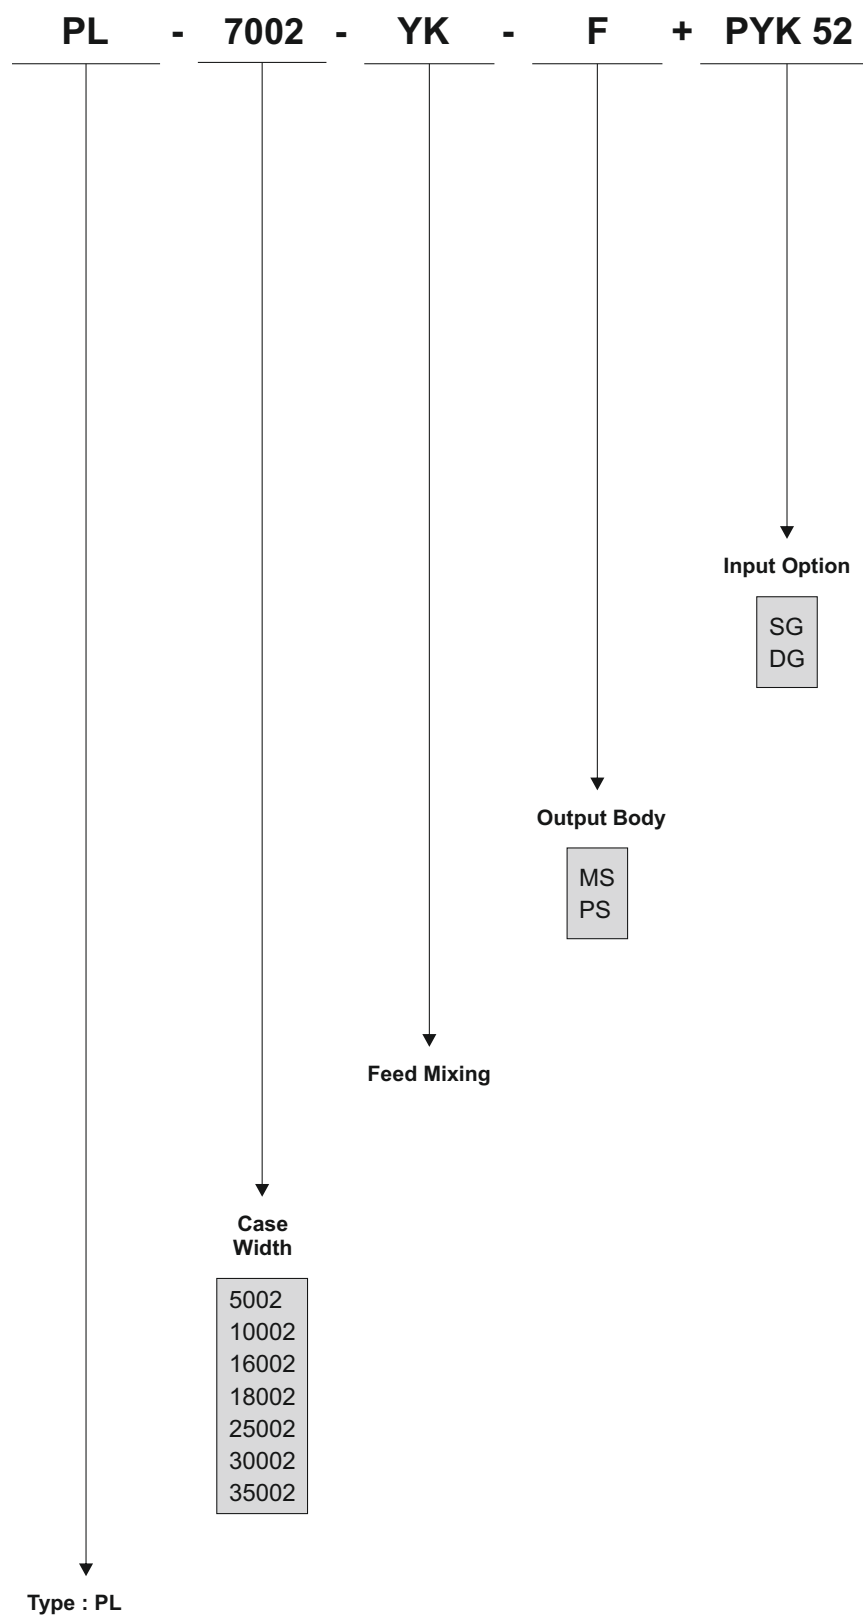 PL - 7002 - YK - F + PYK 52
Input Option
SG
DG
Output Body
MS
PS
Feed Mixing
Case
Width
5002
10002
16002
18002
25002
30002
35002
Type : PL